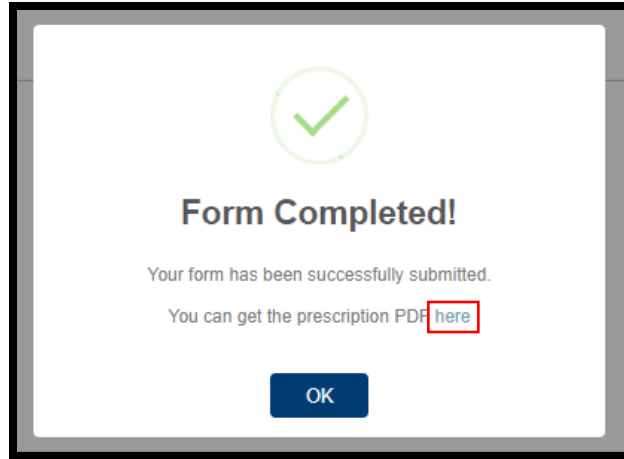 Form Completed!
Your form has been successfully submitted.
You can get the prescription PDF here
OK